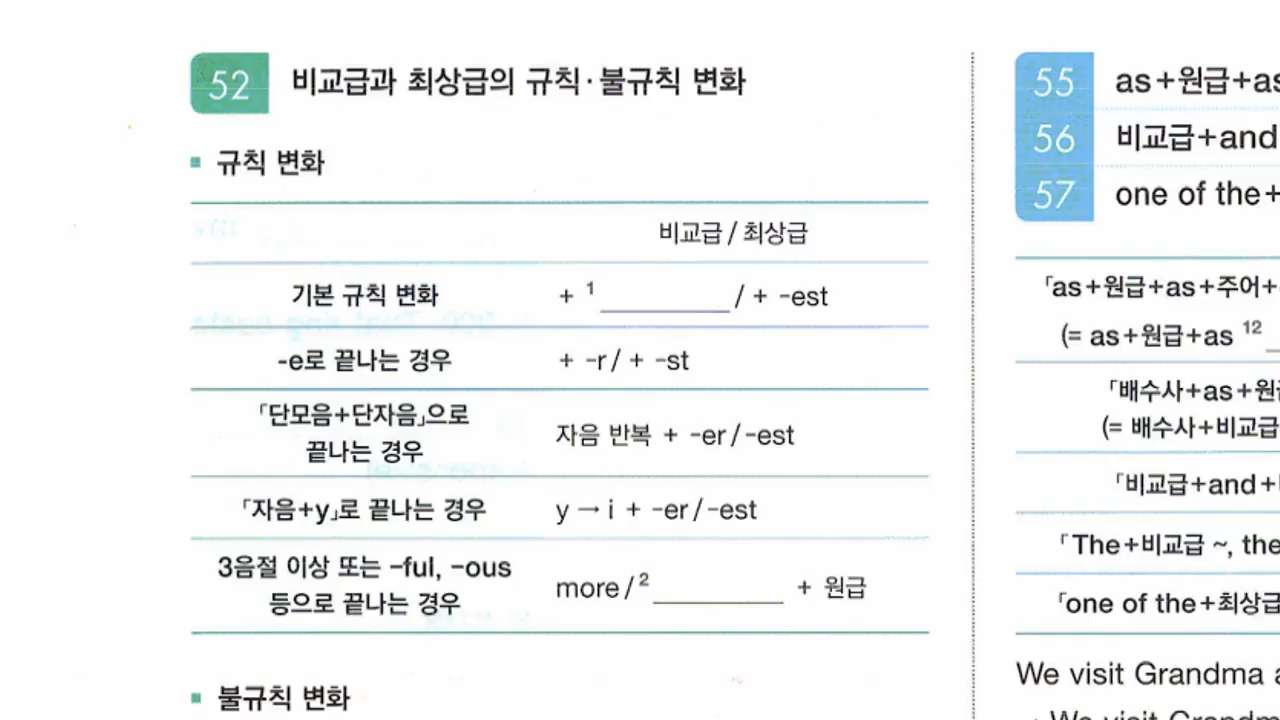 52 비교급과 최상급의 규칙·불규칙 변화
▪ 규칙 변화
비교급 / 최상급
기본 규칙 변화 + 1 ________ / + -est
-e로 끝나는 경우 + -r / + -st
「단모음+단자음」으로
끝나는 경우
자음 반복 + -er / -est
「자음+y」로 끝나는 경우 y → i + -er / -est
3음절 이상 또는 -ful, -ous
등으로 끝나는 경우
more / 2 ________ + 원급
▪ 불규칙 변화
55 as+원급+as
56 비교급+and
57 one of the+
「as+원급+as+주어+
(= as+원급+as 12
「배수사+as+원급
(= 배수사+비교급
「비교급+and+
「The+비교급 ~, the
「one of the+최상급
We visit Grandma a
We visit Grandm